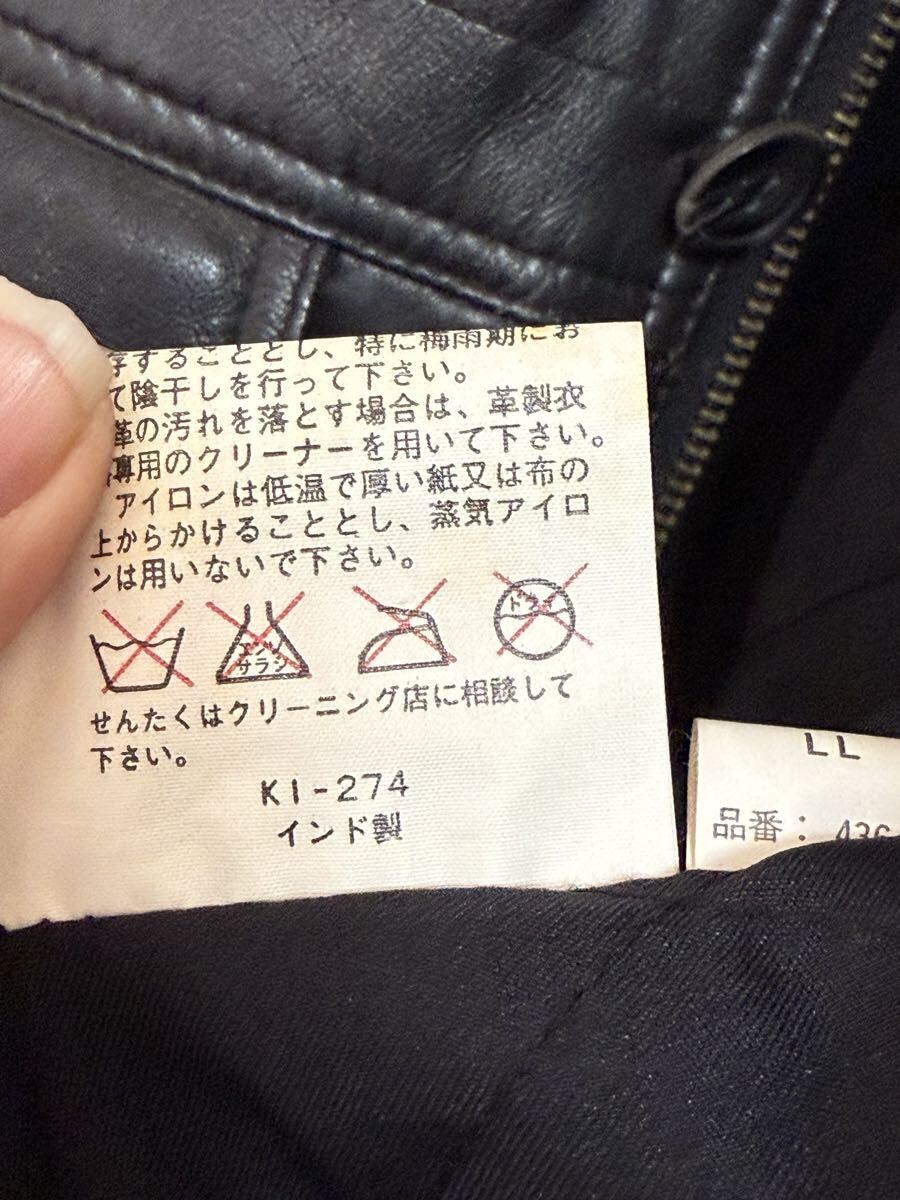 存することとし、特に梅雨期にお
て陰干しを行って下さい。
革の汚れを落とす場合は、革製衣
専用のクリーナーを用いて下さい。
アイロンは低温で厚い紙又は布の
上からかけることとし、蒸気アイロ
ンは用いないで下さい。
エンソ
サラシ
ドライ
せんたくはクリーニング店に相談して
下さい。
KI-274
インド製
LL
品番： 436